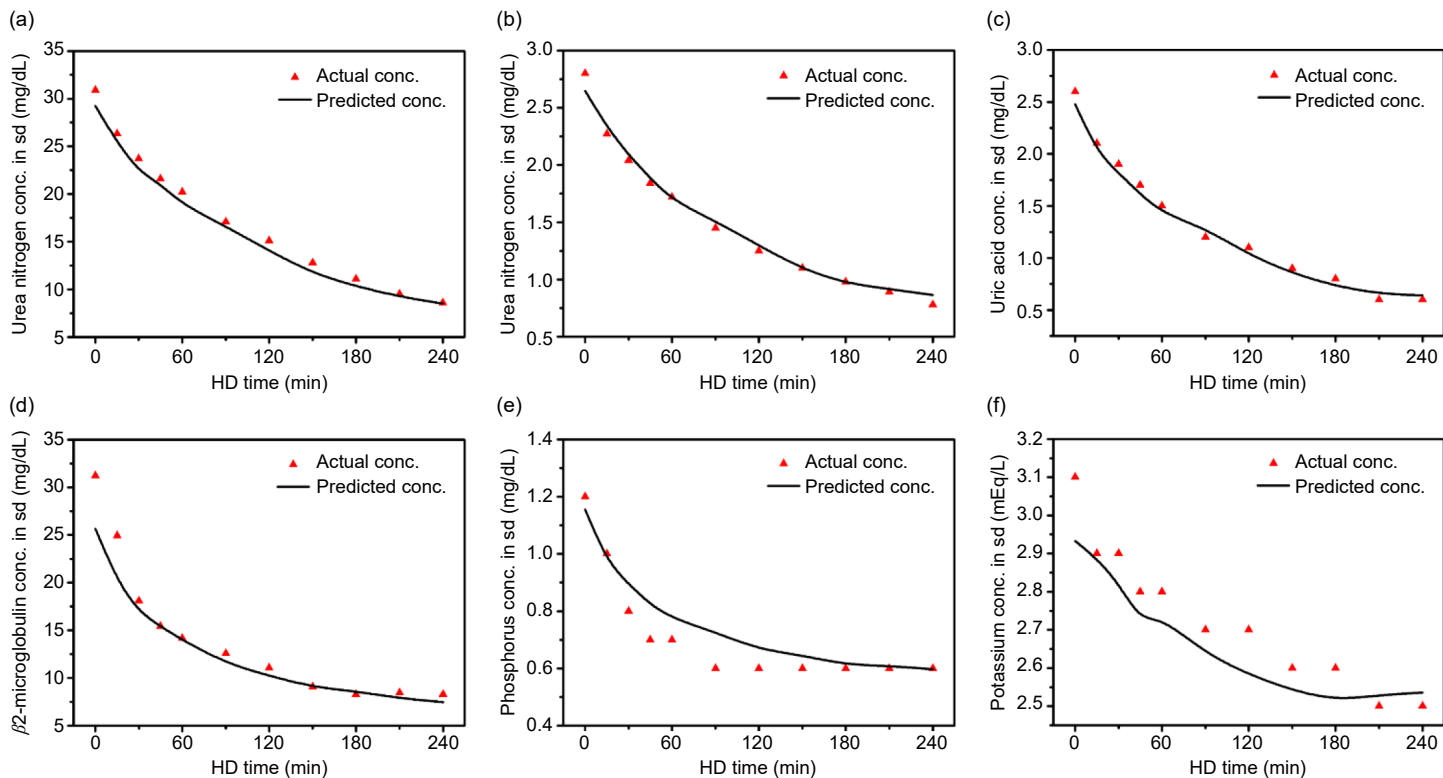 (a)
Urea nitrogen conc. in sd (mg/dL)
35
30
25
20
15
10
5
Actual conc.
Predicted conc.
0 60 120 180 240
HD time (min)
(b)
Urea nitrogen conc. in sd (mg/dL)
3.0
2.5
2.0
1.5
1.0
0.5
Actual conc.
Predicted conc.
0 60 120 180 240
HD time (min)
(c)
Uric acid conc. in sd (mg/dL)
3.0
2.5
2.0
1.5
1.0
0.5
Actual conc.
Predicted conc.
0 60 120 180 240
HD time (min)
(d)
β2-microglobulin conc. in sd (mg/dL)
35
30
25
20
15
10
5
Actual conc.
Predicted conc.
0 60 120 180 240
HD time (min)
(e)
Phosphorus conc. in sd (mg/dL)
1.4
1.2
1.0
0.8
0.6
0.4
Actual conc.
Predicted conc.
0 60 120 180 240
HD time (min)
(f)
Potassium conc. in sd (mEq/L)
3.2
3.1
3.0
2.9
2.8
2.7
2.6
2.5
Actual conc.
Predicted conc.
0 60 120 180 240
HD time (min)